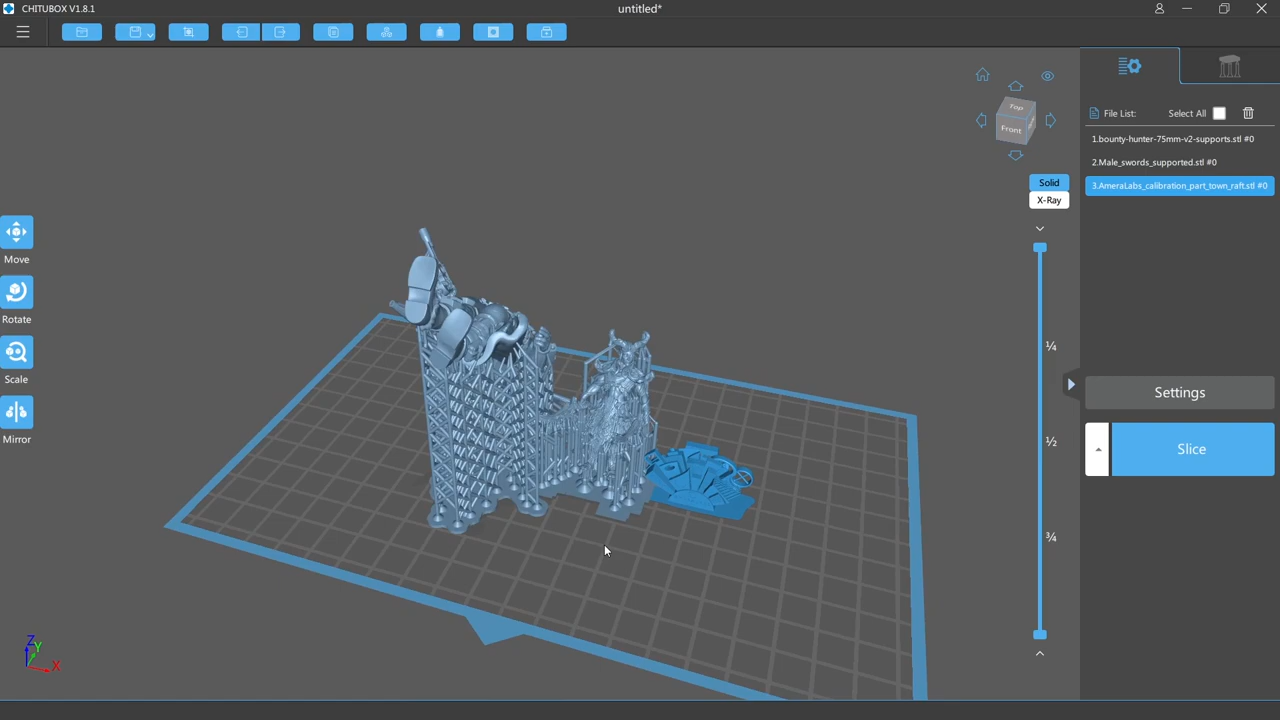 CHITUBOX V1.8.1
untitled*
File List:
Select All
1.bounty-hunter-75mm-v2-supports.stl #0
2.Male_swords_supported.stl #0
3.AmeraLabs_calibration_part_town_raft.stl #0
Top
Front
Solid
X-Ray
¼
½
¾
Move
Rotate
Scale
Mirror
Settings
Slice
Z
Y
X